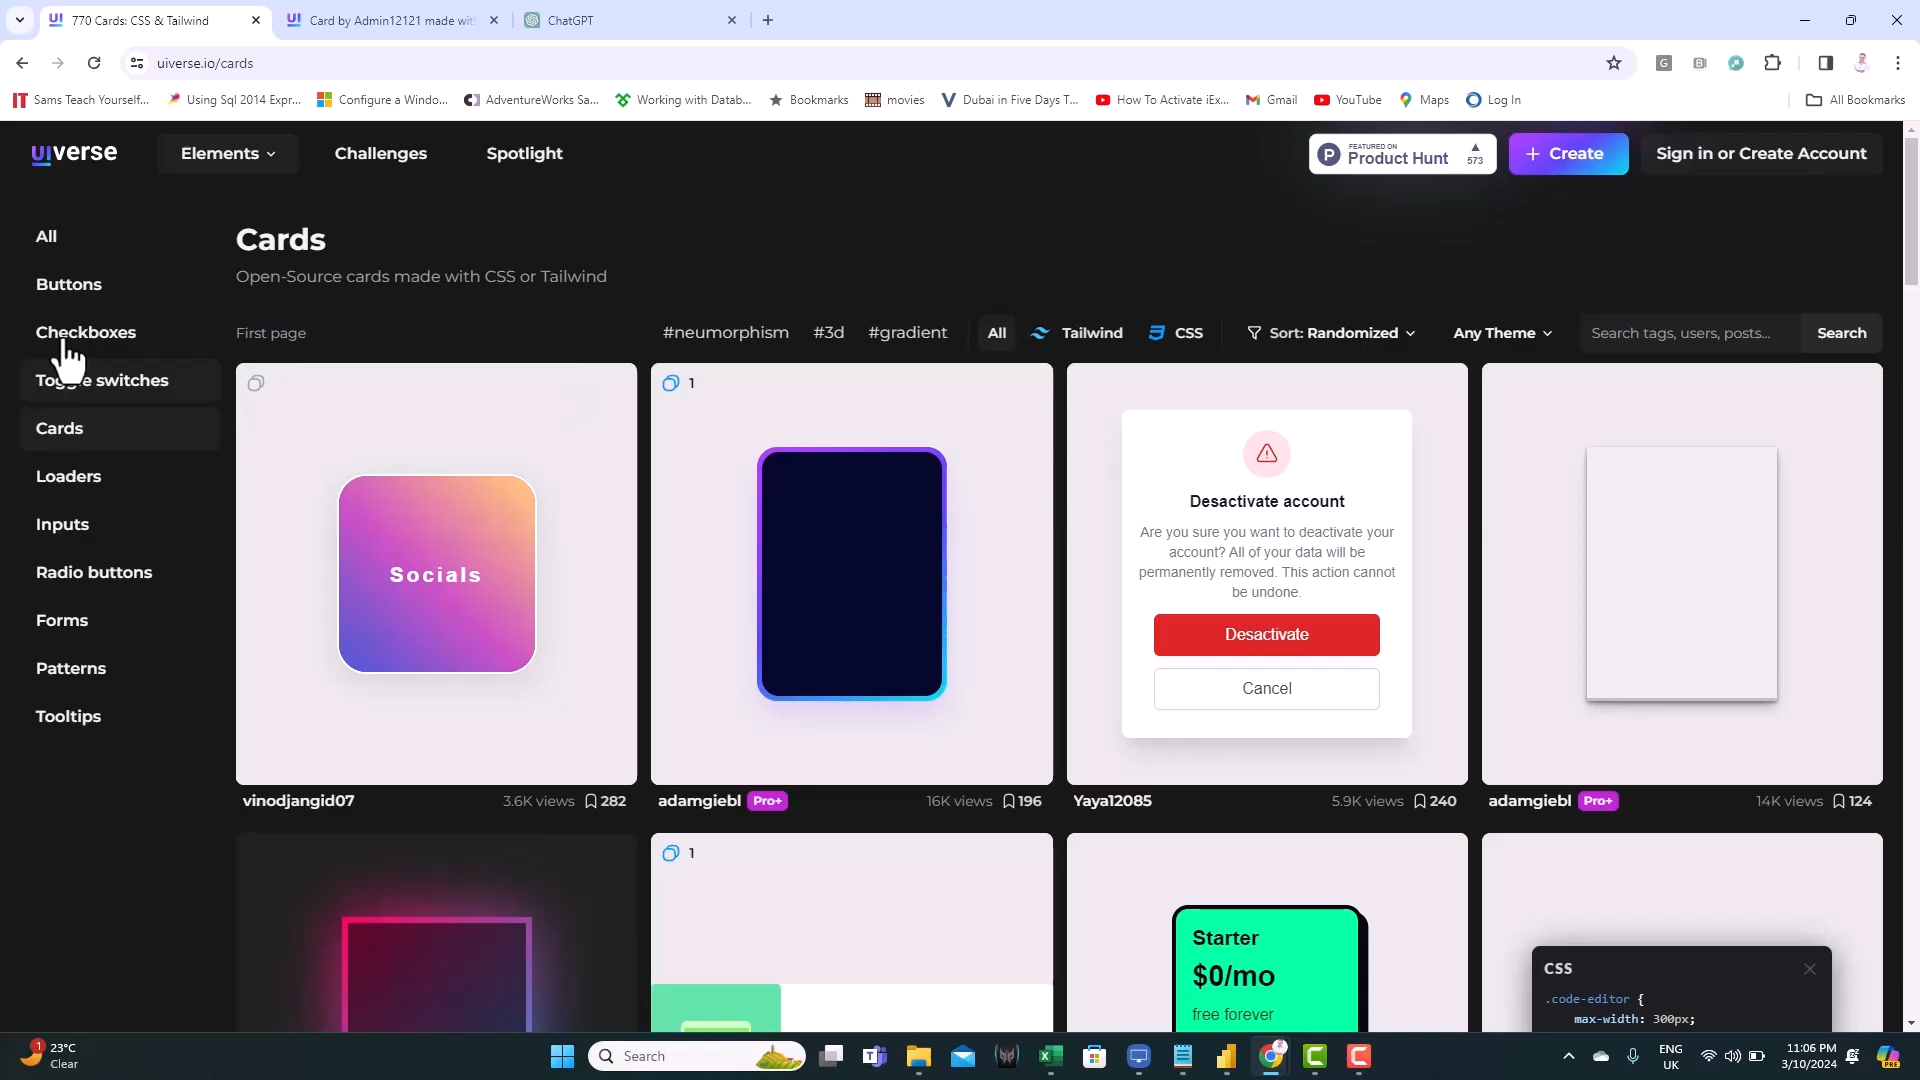 770 Cards: CSS & Tailwind
Card by Admin12121 made wit
ChatGPT
uiverse.io/cards
Sams Teach Yourself...
Using Sql 2014 Expr...
Configure a Windo...
AdventureWorks Sa...
Working with Datab...
Bookmarks
movies
Dubai in Five Days T...
How To Activate iEx...
Gmail
YouTube
Maps
Log In
All Bookmarks
uiverse
Elements
Challenges
Spotlight
FEATURED ON
Product Hunt
573
+ Create
Sign in or Create Account
All
Buttons
Checkboxes
Toggle switches
Cards
Loaders
Inputs
Radio buttons
Forms
Patterns
Tooltips
Cards
Open-Source cards made with CSS or Tailwind
First page
#neumorphism
#3d
#gradient
All
Tailwind
CSS
Sort: Randomized
Any Theme
Search tags, users, posts...
Search
Socials
vinodjangid07
3.6K views
282
1
adamgiebl
Pro+
16K views
196
Desactivate account
Are you sure you want to deactivate your
account? All of your data will be
permanently removed. This action cannot
be undone.
Desactivate
Cancel
Yaya12085
5.9K views
240
adamgiebl
Pro+
14K views
124
1
Starter
$0/mo
free forever
CSS
.code-editor {
max-width: 300px;
1
23°C
Clear
Search
ENG
UK
11:06 PM
3/10/2024